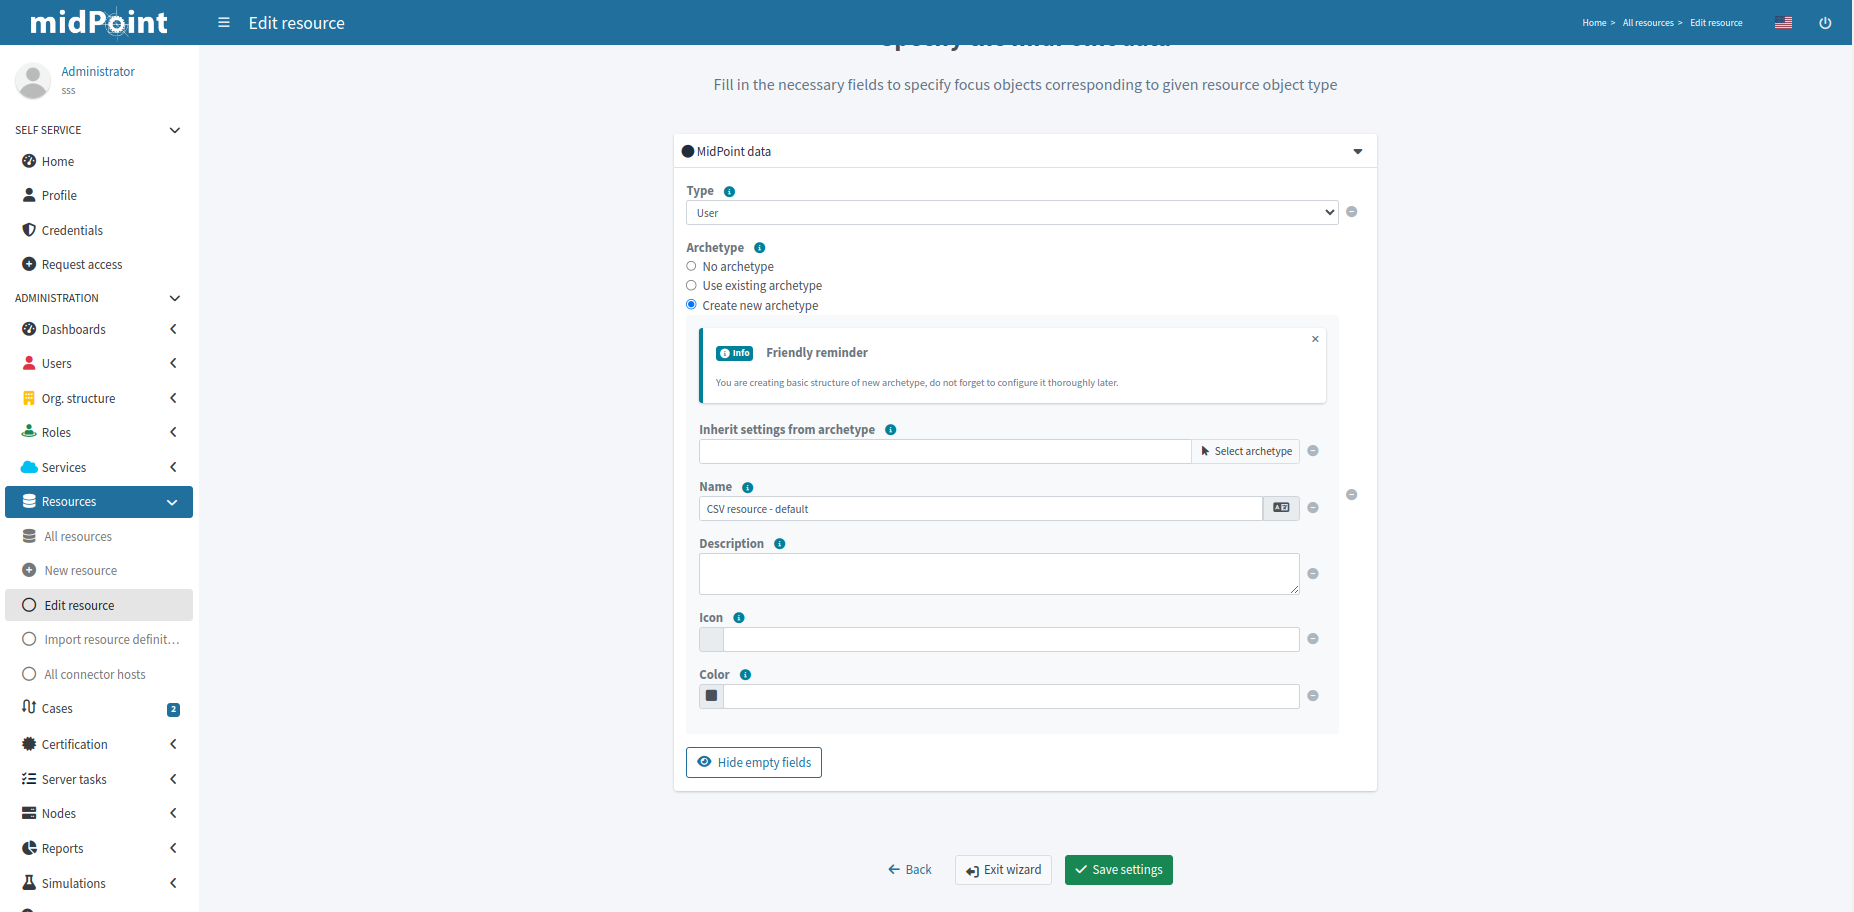 midPoint
Edit resource
Home > All resources > Edit resource
Administrator
sss
SELF SERVICE
Home
Profile
Credentials
Request access
ADMINISTRATION
Dashboards
Users
Org. structure
Roles
Services
Resources
All resources
New resource
Edit resource
Import resource definit...
All connector hosts
Cases 2
Certification
Server tasks
Nodes
Reports
Simulations
Fill in the necessary fields to specify focus objects corresponding to given resource object type
MidPoint data
Type
User
Archetype
No archetype
Use existing archetype
Create new archetype
Info Friendly reminder
×
You are creating basic structure of new archetype, do not forget to configure it thoroughly later.
Inherit settings from archetype
Select archetype
Name
CSV resource - default
Description
Icon
Color
Hide empty fields
Back
Exit wizard
Save settings